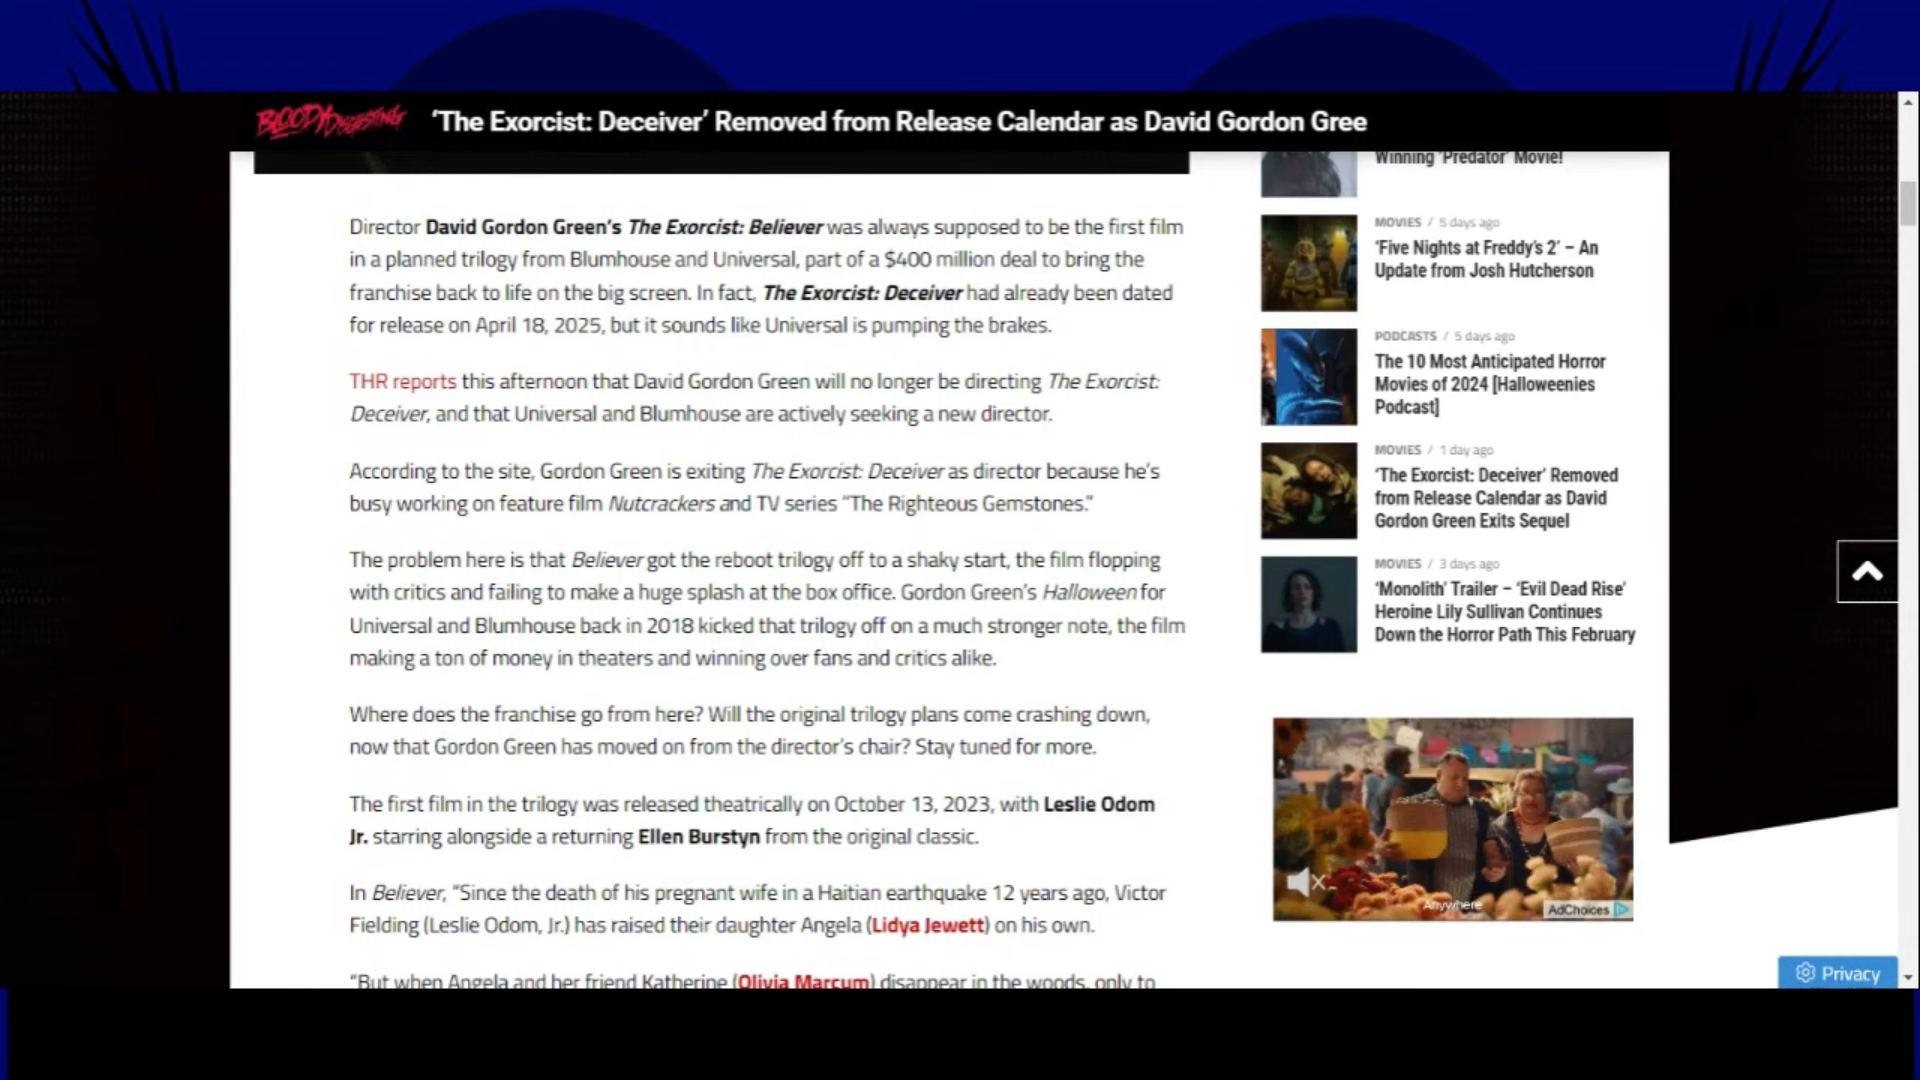 BLOODY DISGUSTING
‘The Exorcist: Deceiver’ Removed from Release Calendar as David Gordon Gree
Director David Gordon Green’s The Exorcist: Believer was always supposed to be the first film
in a planned trilogy from Blumhouse and Universal, part of a $400 million deal to bring the
franchise back to life on the big screen. In fact, The Exorcist: Deceiver had already been dated
for release on April 18, 2025, but it sounds like Universal is pumping the brakes.
THR reports this afternoon that David Gordon Green will no longer be directing The Exorcist:
Deceiver, and that Universal and Blumhouse are actively seeking a new director.
According to the site, Gordon Green is exiting The Exorcist: Deceiver as director because he’s
busy working on feature film Nutcrackers and TV series “The Righteous Gemstones.”
The problem here is that Believer got the reboot trilogy off to a shaky start, the film flopping
with critics and failing to make a huge splash at the box office. Gordon Green’s Halloween for
Universal and Blumhouse back in 2018 kicked that trilogy off on a much stronger note, the film
making a ton of money in theaters and winning over fans and critics alike.
Where does the franchise go from here? Will the original trilogy plans come crashing down,
now that Gordon Green has moved on from the director’s chair? Stay tuned for more.
The first film in the trilogy was released theatrically on October 13, 2023, with Leslie Odom
Jr. starring alongside a returning Ellen Burstyn from the original classic.
In Believer, “Since the death of his pregnant wife in a Haitian earthquake 12 years ago, Victor
Fielding (Leslie Odom, Jr.) has raised their daughter Angela (Lidya Jewett) on his own.
“But when Angela and her friend Katherine (Olivia Marcum) disappear in the woods, only to
Winning ‘Predator’ Movie!
MOVIES / 5 days ago
‘Five Nights at Freddy’s 2’ – An
Update from Josh Hutcherson
PODCASTS / 5 days ago
The 10 Most Anticipated Horror
Movies of 2024 [Halloweenies
Podcast]
MOVIES / 1 day ago
‘The Exorcist: Deceiver’ Removed
from Release Calendar as David
Gordon Green Exits Sequel
MOVIES / 3 days ago
‘Monolith’ Trailer – ‘Evil Dead Rise’
Heroine Lily Sullivan Continues
Down the Horror Path This February
Anywhere
AdChoices
Privacy